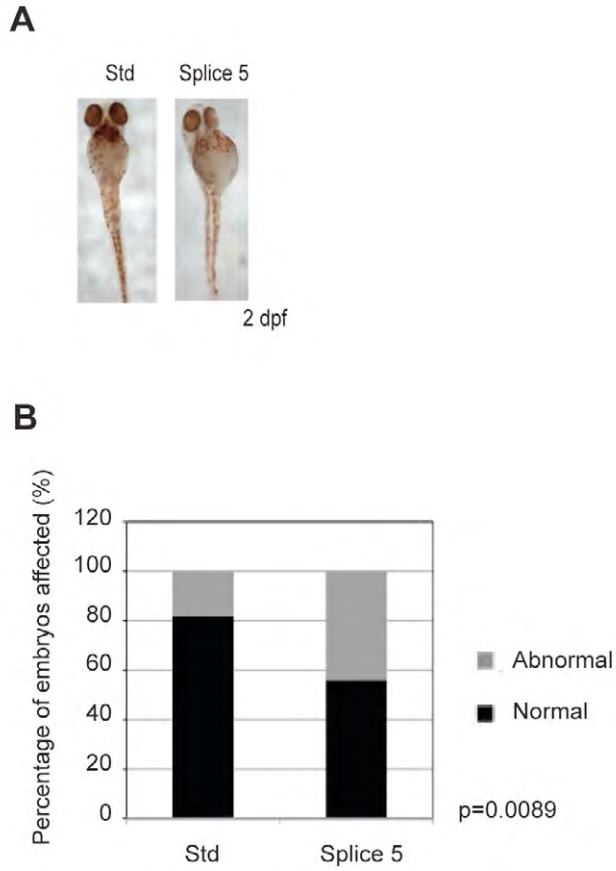 A
Std Splice 5
2 dpf
B
Percentage of embryos affected (%)
120
100
80
60
40
20
0
Std Splice 5
Abnormal
Normal
p=0.0089